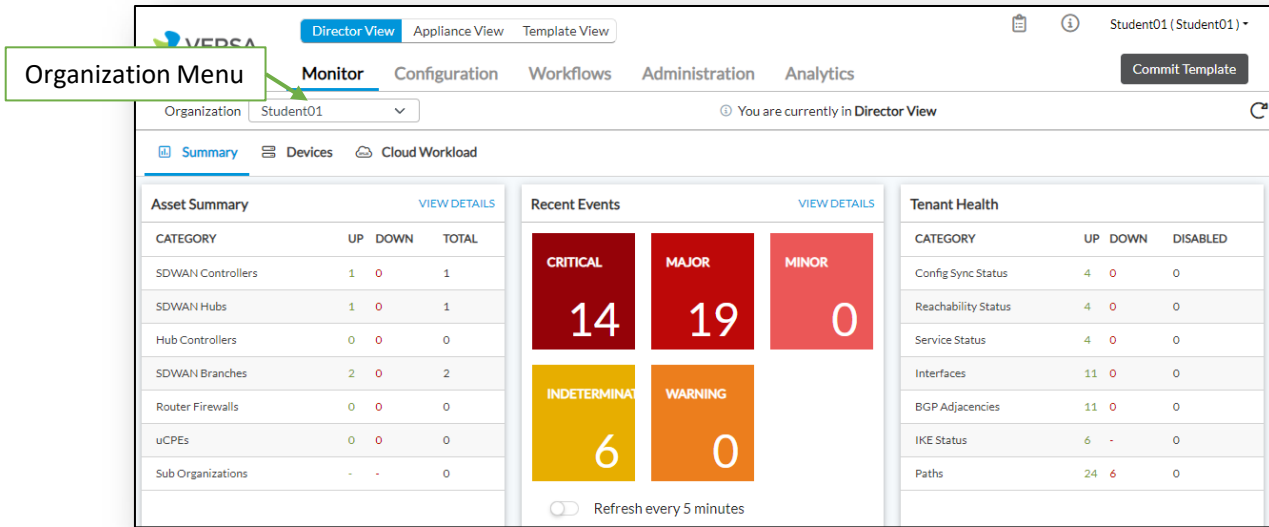 Director View Appliance View Template View
Student01 ( Student01 )
VERSA
Organization Menu
Monitor Configuration Workflows Administration Analytics
Commit Template
Organization Student01
You are currently in Director View
Summary Devices Cloud Workload
Asset Summary VIEW DETAILS
CATEGORY UP DOWN TOTAL
SDWAN Controllers 1 0 1
SDWAN Hubs 1 0 1
Hub Controllers 0 0 0
SDWAN Branches 2 0 2
Router Firewalls 0 0 0
uCPEs 0 0 0
Sub Organizations - - 0
Recent Events VIEW DETAILS
CRITICAL MAJOR MINOR
14 19 0
INDETERMINAT WARNING
6 0
Refresh every 5 minutes
Tenant Health
CATEGORY UP DOWN DISABLED
Config Sync Status 4 0 0
Reachability Status 4 0 0
Service Status 4 0 0
Interfaces 11 0 0
BGP Adjacencies 11 0 0
IKE Status 6 - 0
Paths 24 6 0